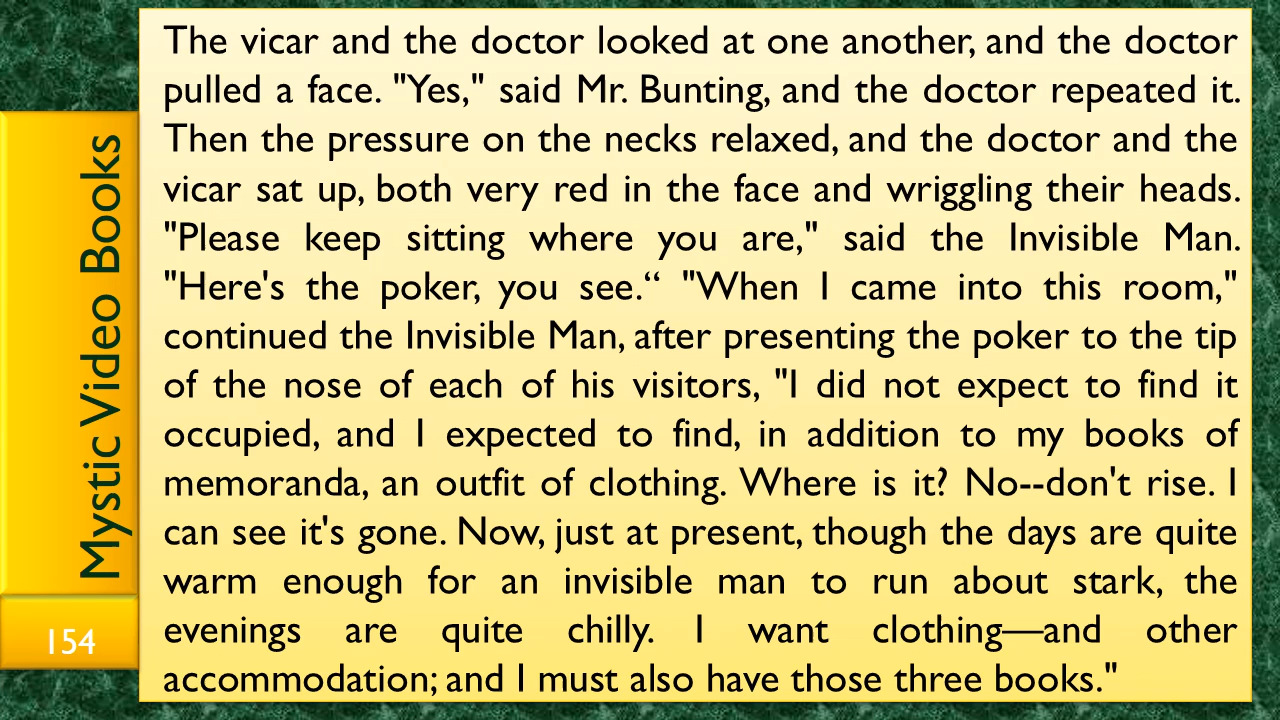 The vicar and the doctor looked at one another, and the doctor
pulled a face. "Yes," said Mr. Bunting, and the doctor repeated it.
Then the pressure on the necks relaxed, and the doctor and the
vicar sat up, both very red in the face and wriggling their heads.
"Please keep sitting where you are," said the Invisible Man.
"Here's the poker, you see.“ "When I came into this room,"
continued the Invisible Man, after presenting the poker to the tip
of the nose of each of his visitors, "I did not expect to find it
occupied, and I expected to find, in addition to my books of
memoranda, an outfit of clothing. Where is it? No--don't rise. I
can see it's gone. Now, just at present, though the days are quite
warm enough for an invisible man to run about stark, the
evenings are quite chilly. I want clothing—and other
accommodation; and I must also have those three books."
Mystic Video Books
154